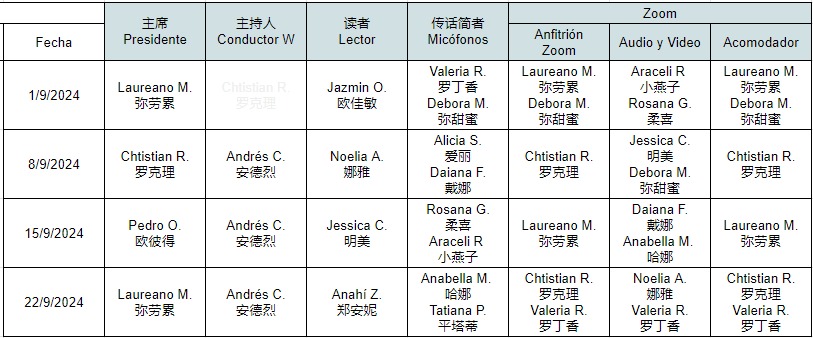 Zoom
Fecha
主席
Presidente
主持人
Conductor W
读者
Lector
传话简者
Micófonos
Anfitrión
Zoom
Audio y Video
Acomodador
1/9/2024
Laureano M.
弥劳累
Chtistian R.
罗克理
Jazmin O.
欧佳敏
Valeria R.
罗丁香
Debora M.
弥甜蜜
Laureano M.
弥劳累
Debora M.
弥甜蜜
Araceli R
小燕子
Rosana G.
柔喜
Laureano M.
弥劳累
Debora M.
弥甜蜜
8/9/2024
Chtistian R.
罗克理
Andrés C.
安德烈
Noelia A.
娜雅
Alicia S.
爱丽
Daiana F.
戴娜
Chtistian R.
罗克理
Jessica C.
明美
Debora M.
弥甜蜜
Chtistian R.
罗克理
15/9/2024
Pedro O.
欧彼得
Andrés C.
安德烈
Jessica C.
明美
Rosana G.
柔喜
Araceli R
小燕子
Laureano M.
弥劳累
Daiana F.
戴娜
Anabella M.
哈娜
Laureano M.
弥劳累
22/9/2024
Laureano M.
弥劳累
Andrés C.
安德烈
Anahí Z.
郑安妮
Anabella M.
哈娜
Tatiana P.
平塔蒂
Chtistian R.
罗克理
Valeria R.
罗丁香
Noelia A.
娜雅
Valeria R.
罗丁香
Chtistian R.
罗克理
Valeria R.
罗丁香